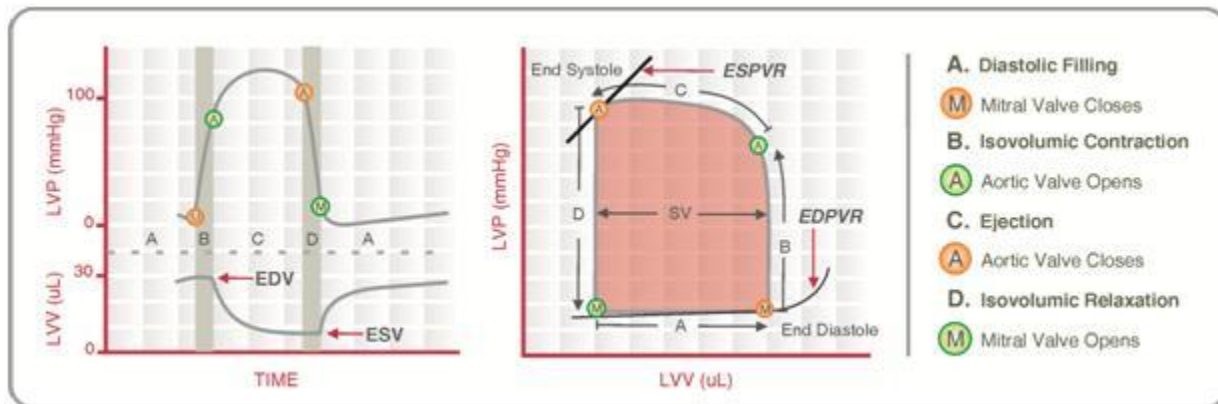 100
0
LVP (mmHg)
M
A
A
M
A
B
C
D
A
30
0
LVV (uL)
EDV
ESV
TIME
End Systole
ESPVR
C
A
A
LVP (mmHg)
D
SV
EDPVR
B
M
M
A
End Diastole
LVV (uL)
A. Diastolic Filling
M Mitral Valve Closes
B. Isovolumic Contraction
A Aortic Valve Opens
C. Ejection
A Aortic Valve Closes
D. Isovolumic Relaxation
M Mitral Valve Opens